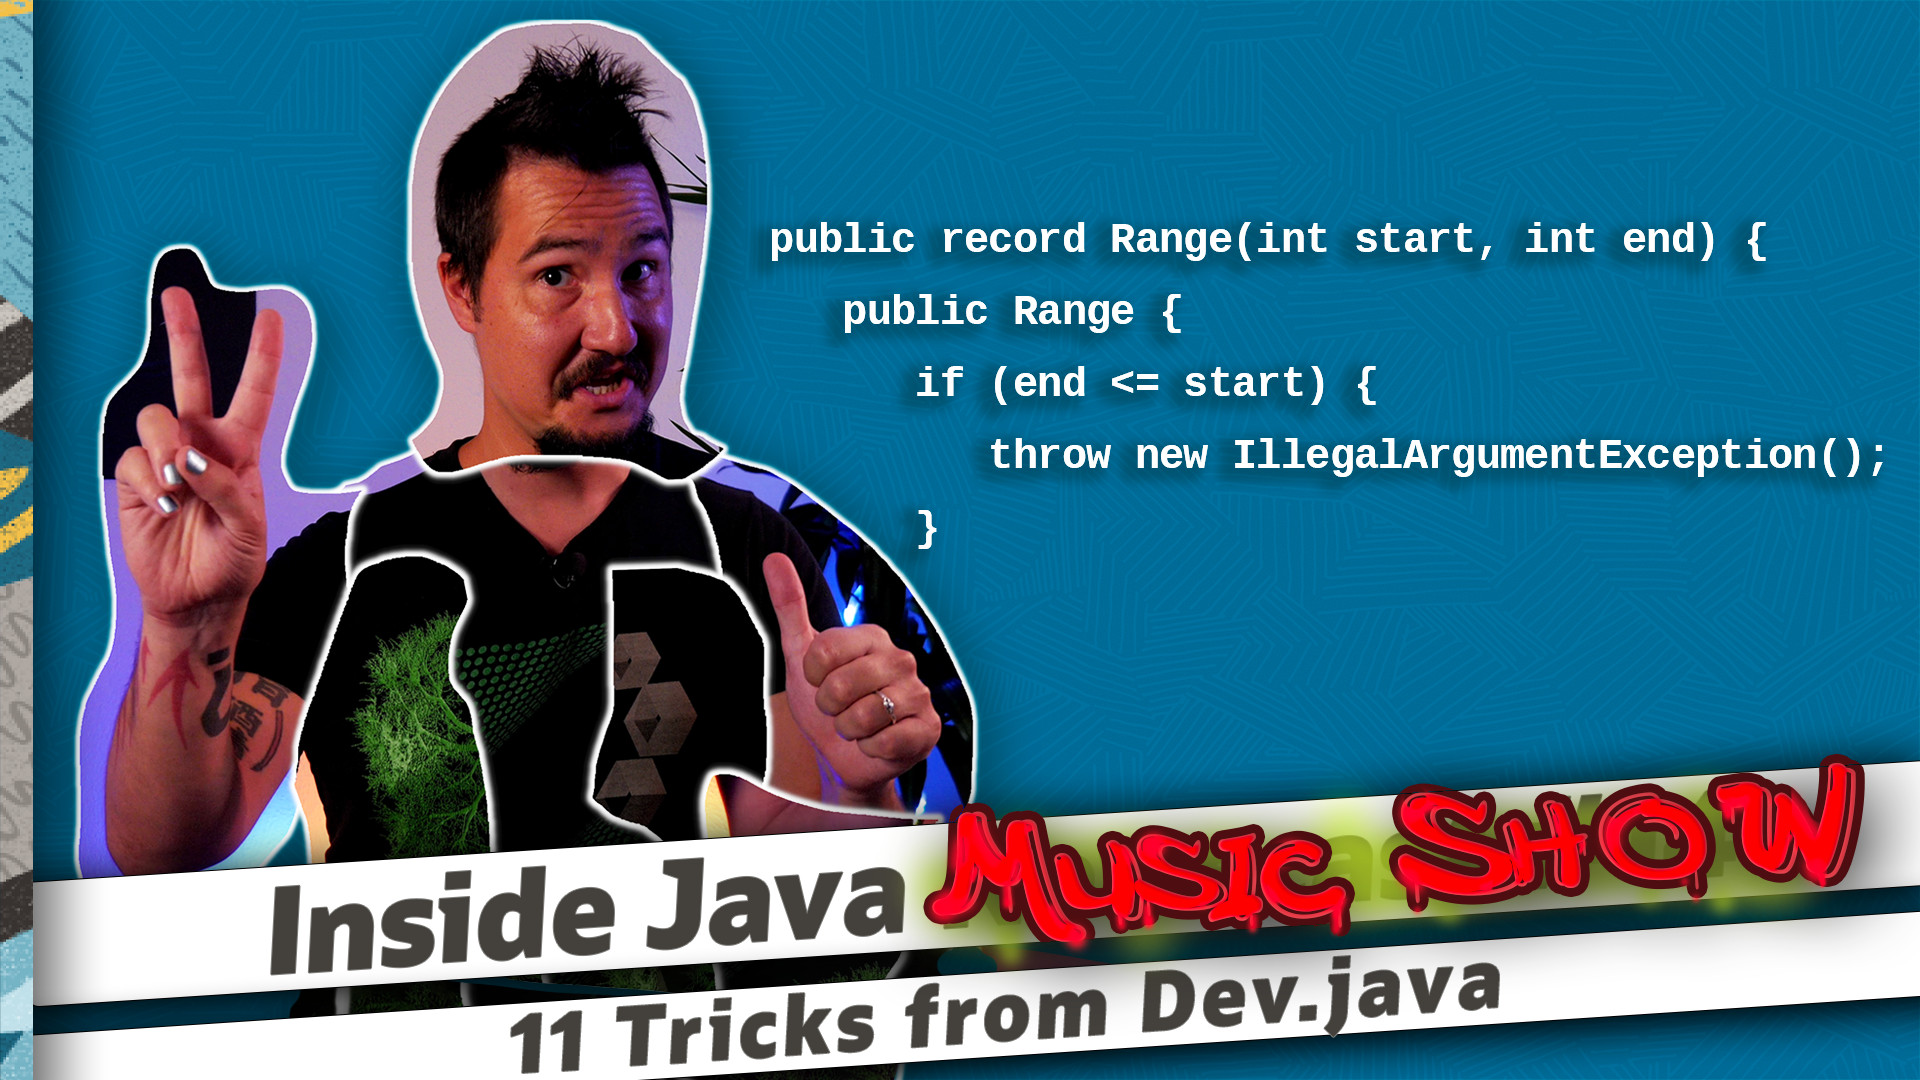 public record Range(int start, int end) {
public Range {
if (end <= start) {
throw new IllegalArgumentException();
}
Inside Java Music Show
11 Tricks from Dev.java